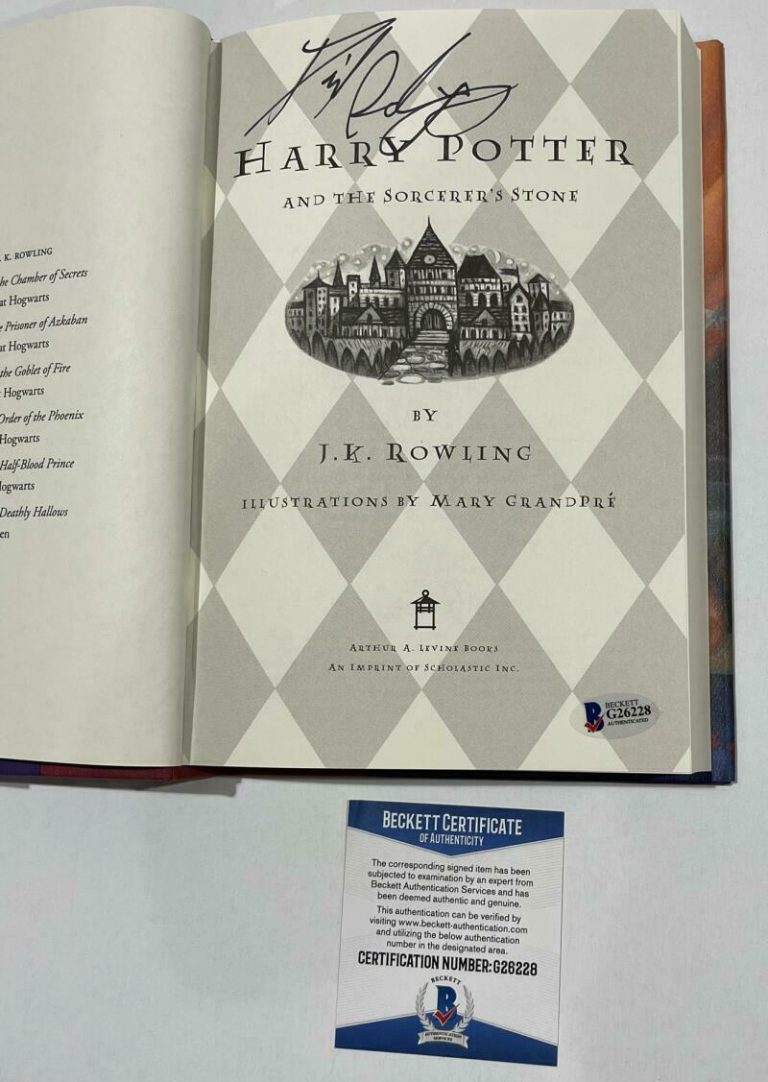 K. ROWLING
he Chamber of Secrets
at Hogwarts
e Prisoner of Azkaban
at Hogwarts
the Goblet of Fire
Hogwarts
Order of the Phoenix
Hogwarts
Half-Blood Prince
ogwarts
Deathly Hallows
en
HARRY POTTER
AND THE SORCERER'S STONE
BY
J.K. ROWLING
ILLUSTRATIONS BY MARY GRANDPRÉ
ARTHUR A. LEVINE BOOKS
AN IMPRINT OF SCHOLASTIC INC.
BECKETT
G26228
AUTHENTICATED
BECKETT CERTIFICATE
OF AUTHENTICITY
The corresponding signed item has been
subjected to examination by an expert from
Beckett Authentication Services and has
been deemed authentic and genuine.
This authentication can be verified by
visiting www.beckett-authentication.com
and utilizing the below authentication
number in the designated area.
CERTIFICATION NUMBER:G26228
BECKETT
B
AUTHENTICATION
SERVICES